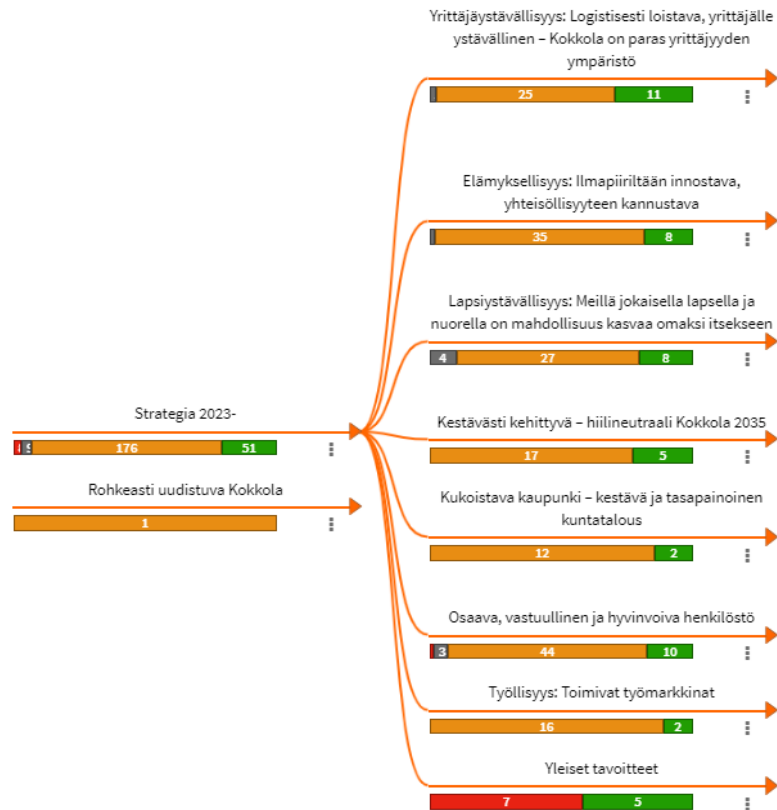 Yrittäjäystävällisyys: Logistisesti loistava, yrittäjälle
ystävällinen – Kokkola on paras yrittäjyyden
ympäristö
25 11
Elämyksellisyys: Ilmapiiriltään innostava,
yhteisöllisyyteen kannustava
35 8
Lapsiystävällisyys: Meillä jokaisella lapsella ja
nuorella on mahdollisuus kasvaa omaksi itsekseen
4 27 8
Strategia 2023-
176 51
Rohkeasti uudistuva Kokkola
1
Kestävästi kehittyvä – hiilineutraali Kokkola 2035
17 5
Kukoistava kaupunki – kestävä ja tasapainoinen
kuntatalous
12 2
Osaava, vastuullinen ja hyvinvoiva henkilöstö
3 44 10
Työllisyys: Toimivat työmarkkinat
16 2
Yleiset tavoitteet
7 5